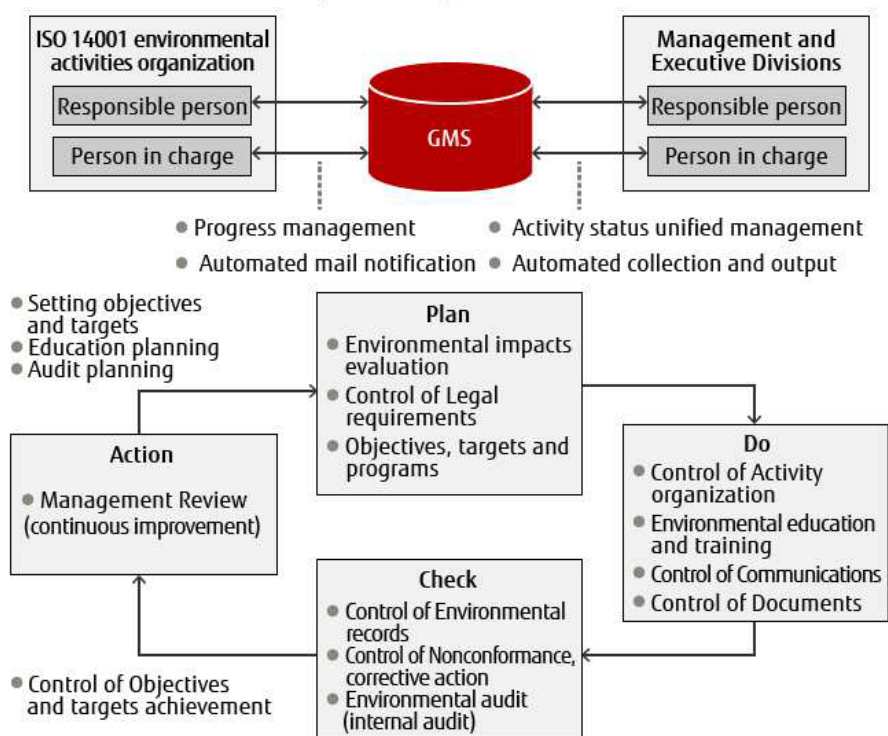 ISO 14001 environmental
activities organization
Responsible person
Person in charge
GMS
Management and
Executive Divisions
Responsible person
Person in charge
Progress management
Activity status unified management
Automated mail notification
Automated collection and output
Setting objectives
and targets
Education planning
Audit planning
Plan
Environmental impacts
evaluation
Control of Legal
requirements
Objectives, targets and
programs
Do
Control of Activity
organization
Environmental education
and training
Control of Communications
Control of Documents
Action
Management Review
(continuous improvement)
Check
Control of Environmental
records
Control of Nonconformance,
corrective action
Environmental audit
(internal audit)
Control of Objectives
and targets achievement